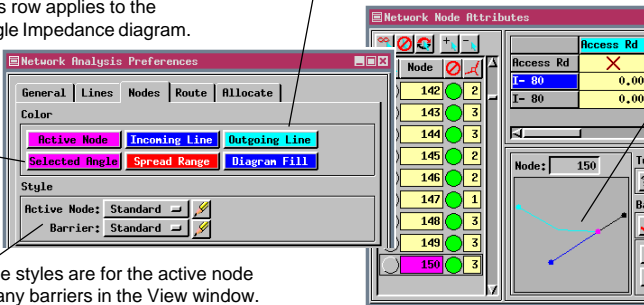 s row applies to the
gle Impedance diagram.
Network Analysis Preferences
General Lines Nodes Route Allocate
Color
Active Node Incoming Line Outgoing Line
Selected Angle Spread Range Diagram Fill
Style
Active Node: Standard
Barrier: Standard
e styles are for the active node
any barriers in the View window.
Network Node Attributes
Node
142 2
143 3
144 3
145 2
146 2
147 1
148 3
149 3
150 3
Access Rd
Access Rd
I- 80 0.00
I- 80 0.00
Node: 150